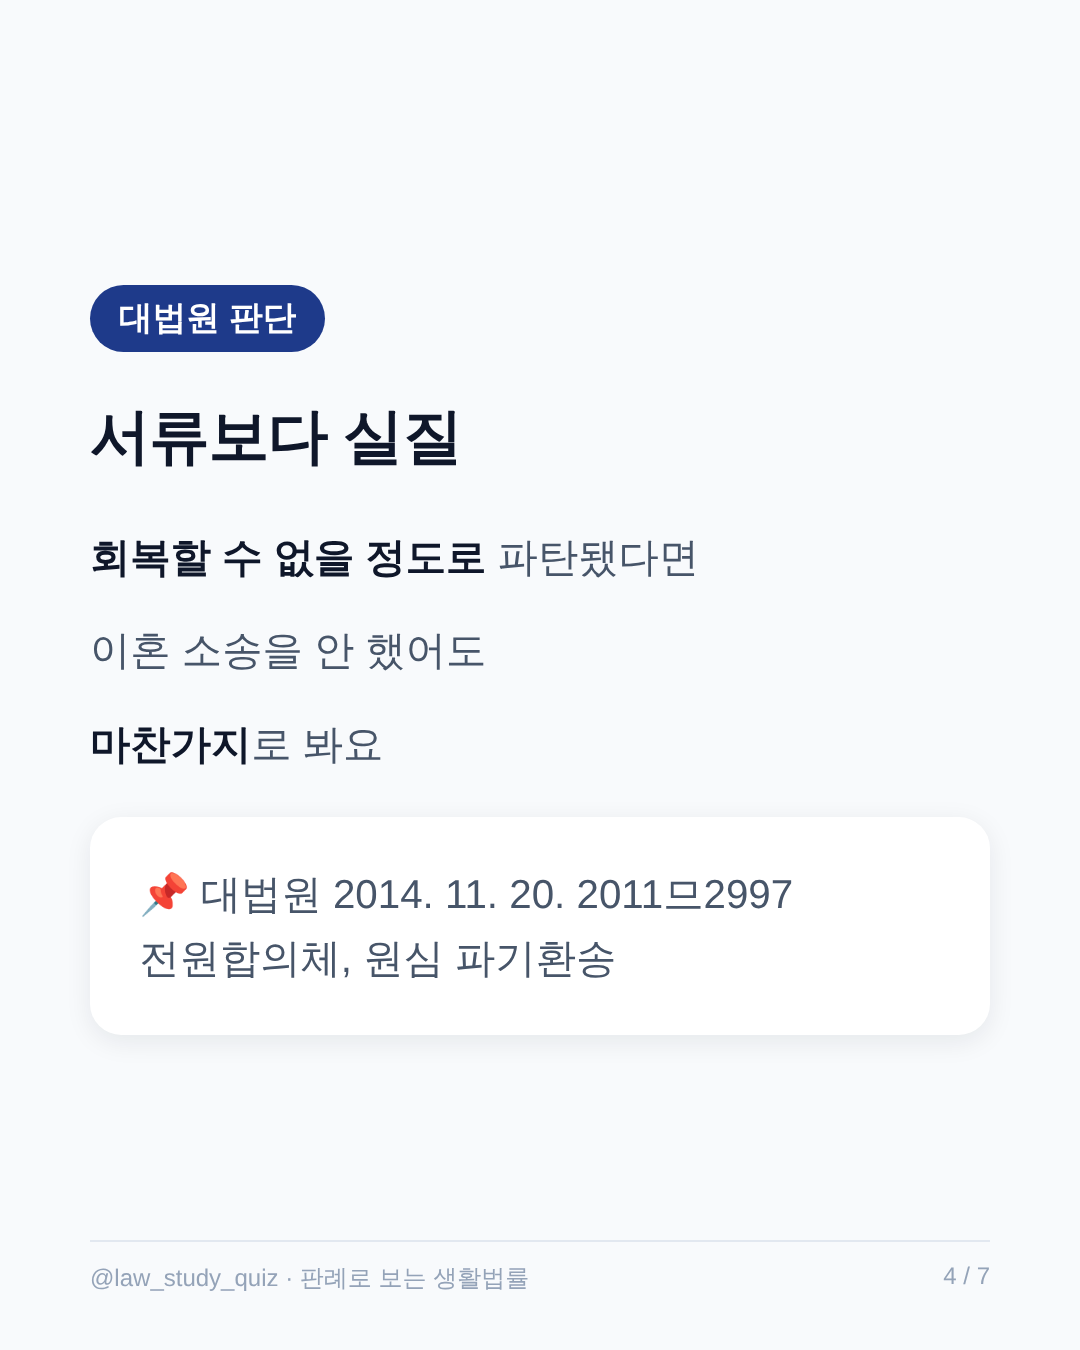 대법원 판단
서류보다 실질
회복할 수 없을 정도로 파탄됐다면
이혼 소송을 안 했어도
마찬가지로 봐요
📌 대법원 2014. 11. 20. 2011므2997
전원합의체, 원심 파기환송
@law_study_quiz · 판례로 보는 생활법률
4 / 7